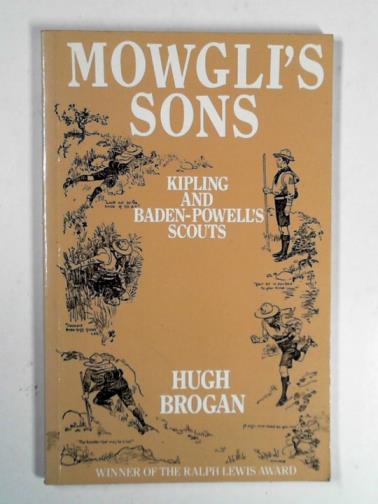 MOWGLI'S
SONS
KIPLING
AND
BADEN-POWELL'S
SCOUTS
HUGH
BROGAN
WINNER OF THE RALPH LEWIS AWARD